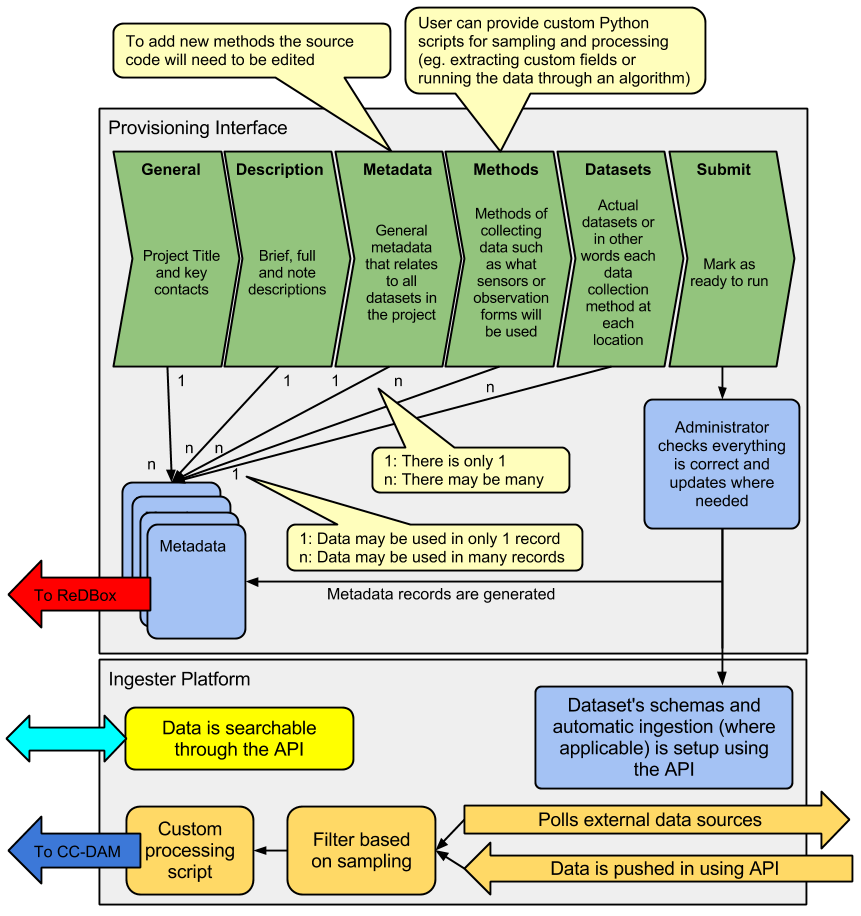 To add new methods the source
code will need to be edited
User can provide custom Python
scripts for sampling and processing
(eg. extracting custom fields or
running the data through an algorithm)
Provisioning Interface
General
Project Title
and key
contacts
Description
Brief, full
and note
descriptions
Metadata
General
metadata
that relates
to all
datasets in
the project
Methods
Methods of
collecting
data such
as what
sensors or
observation
forms will
be used
Datasets
Actual
datasets or
in other
words each
data
collection
method at
each
location
Submit
Mark as
ready to run
1
1
1
n
n
n
n
n
1
1: There is only 1
n: There may be many
1: Data may be used in only 1 record
n: Data may be used in many records
Administrator
checks everything
is correct and
updates where
needed
Metadata
To ReDBox
Metadata records are generated
Ingester Platform
Data is searchable
through the API
Dataset's schemas and
automatic ingestion (where
applicable) is setup using
the API
To CC-DAM
Custom
processing
script
Filter based
on sampling
Polls external data sources
Data is pushed in using API